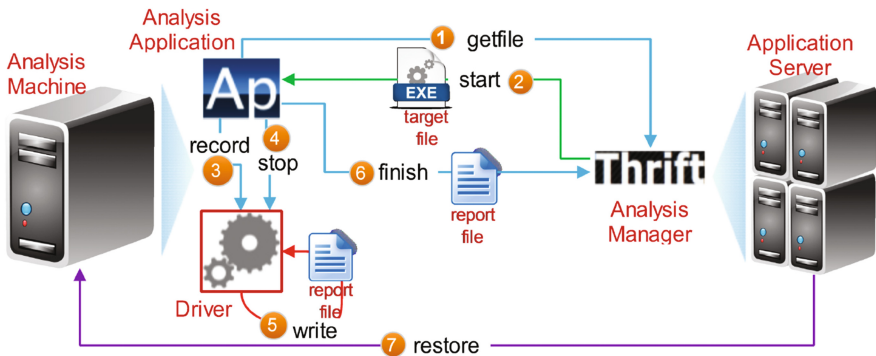 Analysis
Machine
Analysis
Application
Ap
1 getfile
EXE
start 2
target
file
Application
Server
record
3
4
stop
6 finish
report
file
Thrift
Analysis
Manager
Driver
report
file
5 write
7 restore